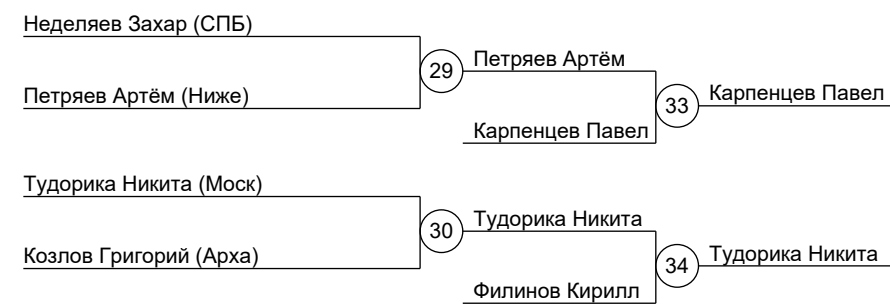 Неделяев Захар (СПБ)
29
Петряев Артём
Петряев Артём (Ниже)
33
Карпенцев Павел
Карпенцев Павел
Тудорика Никита (Моск)
30
Тудорика Никита
Козлов Григорий (Арха)
34
Тудорика Никита
Филинов Кирилл